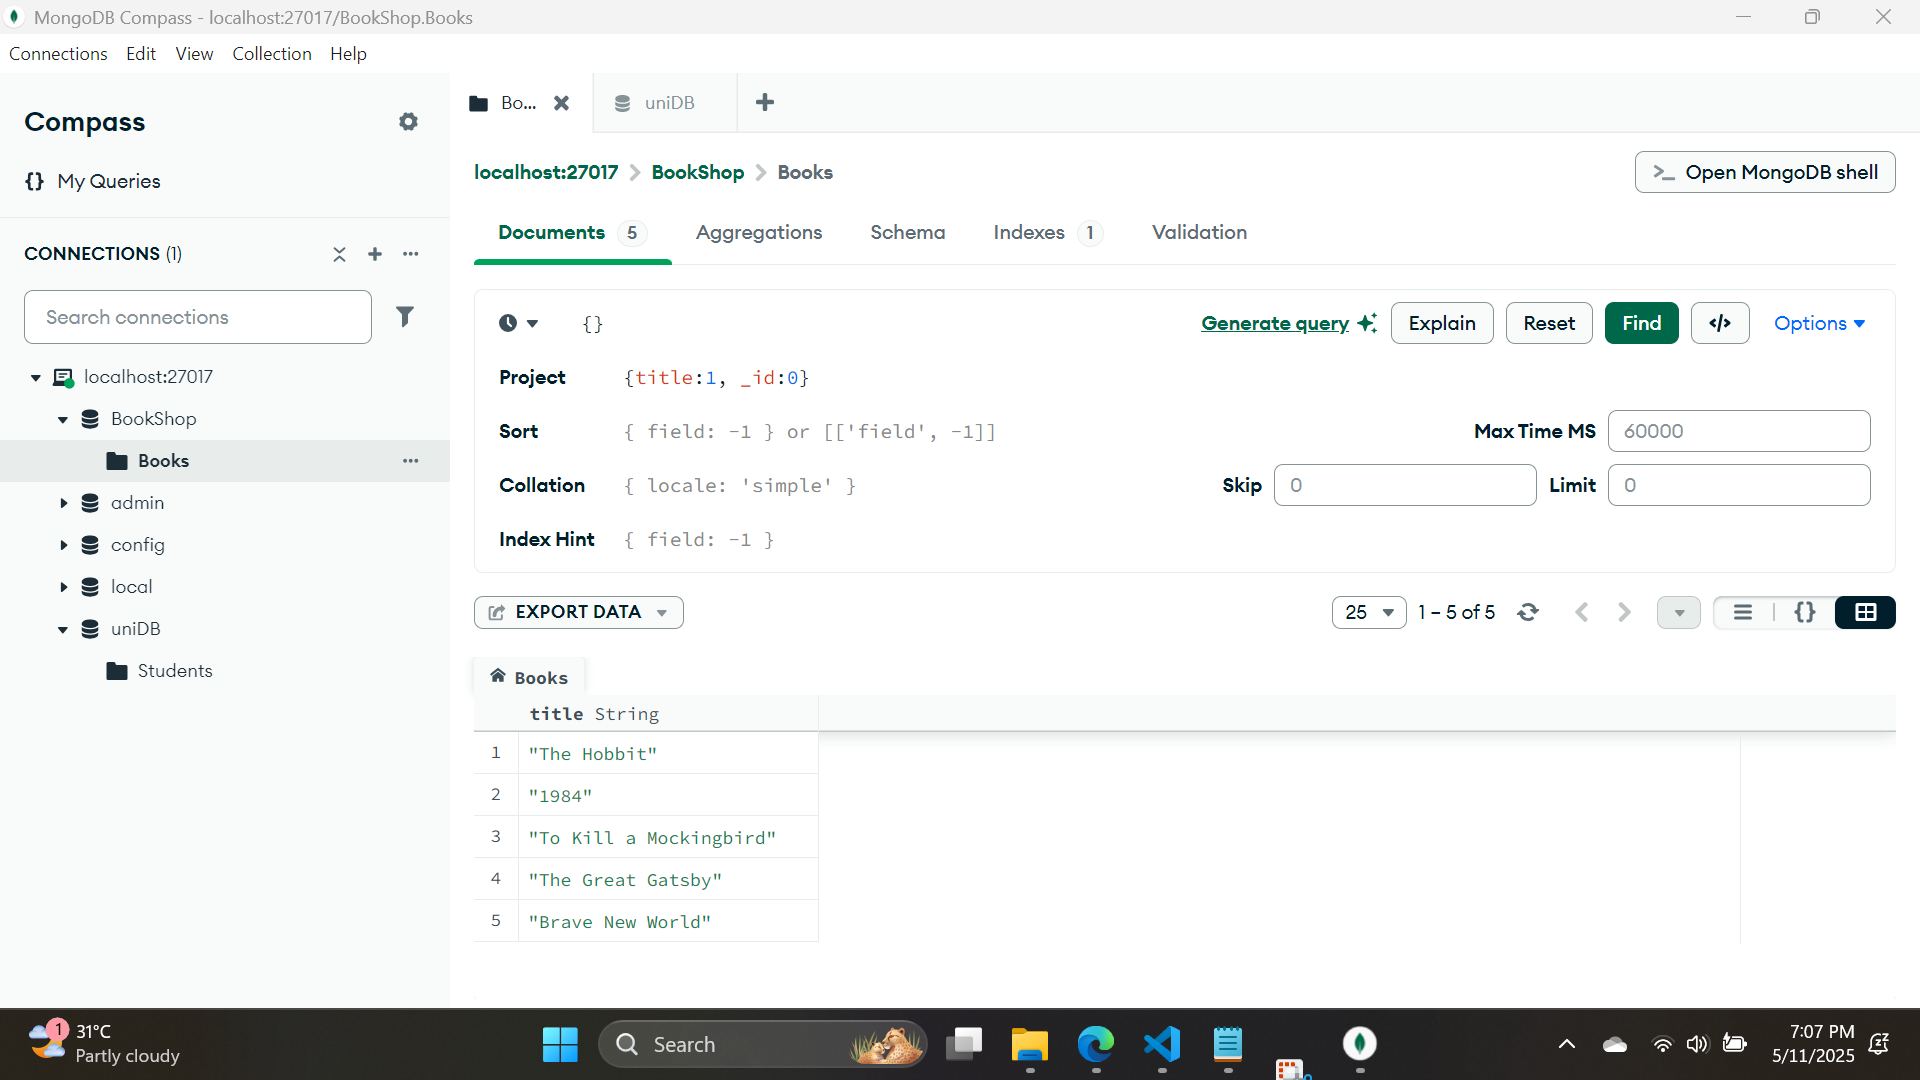 MongoDB Compass - localhost:27017/BookShop.Books
Connections Edit View Collection Help
Compass
My Queries
CONNECTIONS (1)
Search connections
localhost:27017
BookShop
Books
admin
config
local
uniDB
Students
Bo... uniDB
localhost:27017 > BookShop > Books
>_ Open MongoDB shell
Documents 5 Aggregations Schema Indexes 1 Validation
{} Generate query Explain Reset Find </> Options
Project {title:1, _id:0}
Sort { field: -1 } or [['field', -1]] Max Time MS 60000
Collation { locale: 'simple' } Skip 0 Limit 0
Index Hint { field: -1 }
EXPORT DATA 25 1 – 5 of 5 {}
Books
title String
1 "The Hobbit"
2 "1984"
3 "To Kill a Mockingbird"
4 "The Great Gatsby"
5 "Brave New World"
1 31°C
Partly cloudy
Search
7:07 PM
5/11/2025